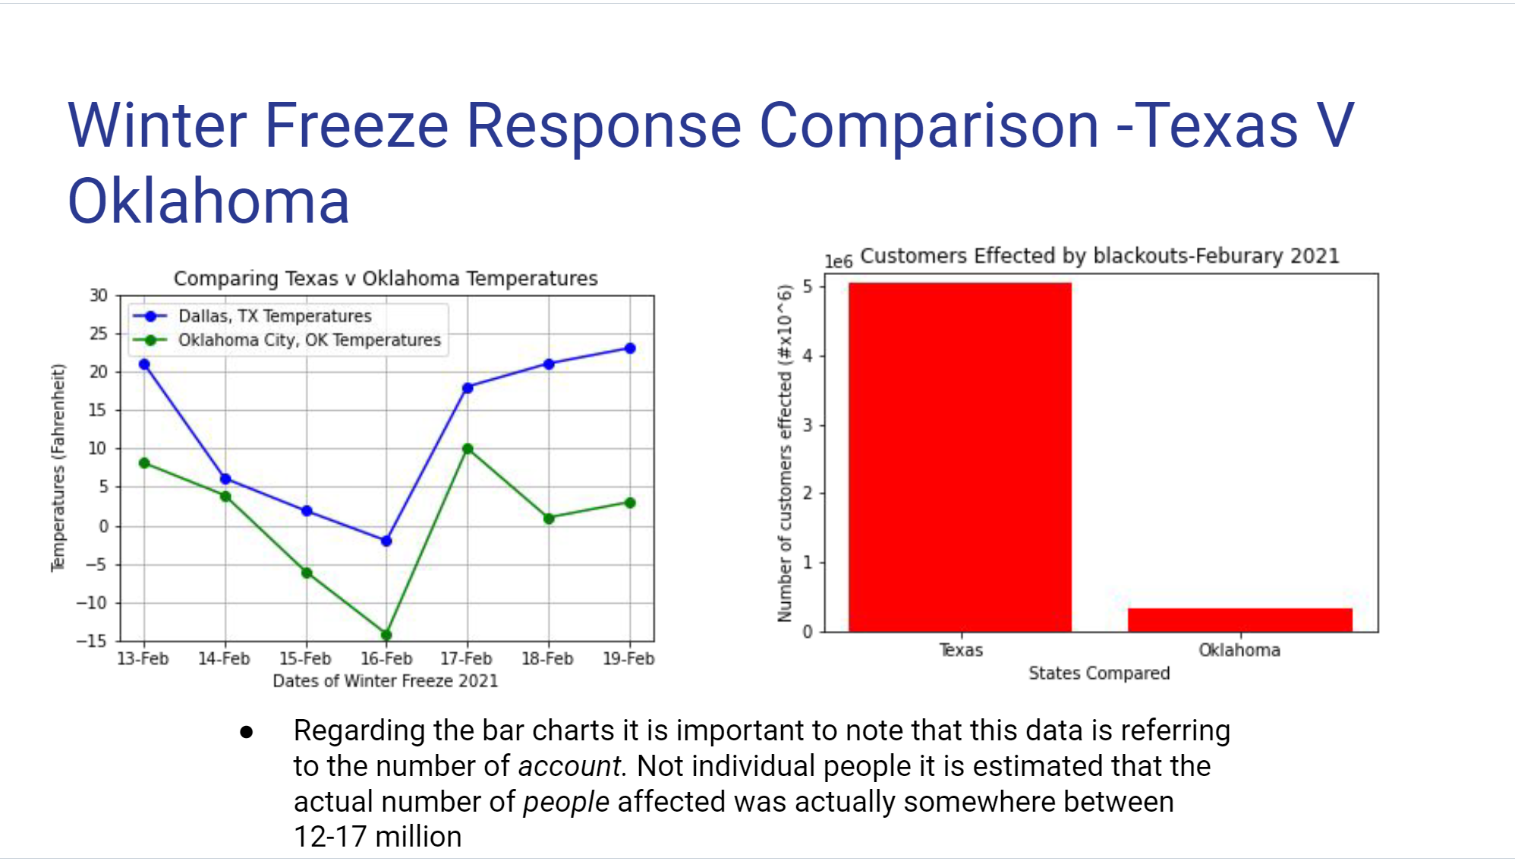 Winter Freeze Response Comparison -Texas V
Oklahoma
Comparing Texas v Oklahoma Temperatures
30
25
20
15
10
5
0
−5
−10
−15
Temperatures (Fahrenheit)
Dallas, TX Temperatures
Oklahoma City, OK Temperatures
13-Feb 14-Feb 15-Feb 16-Feb 17-Feb 18-Feb 19-Feb
Dates of Winter Freeze 2021
1e6 Customers Effected by blackouts-Feburary 2021
5
4
3
2
1
0
Number of customers effected (#x10^6)
Texas Oklahoma
States Compared
● Regarding the bar charts it is important to note that this data is referring
to the number of account. Not individual people it is estimated that the
actual number of people affected was actually somewhere between
12-17 million